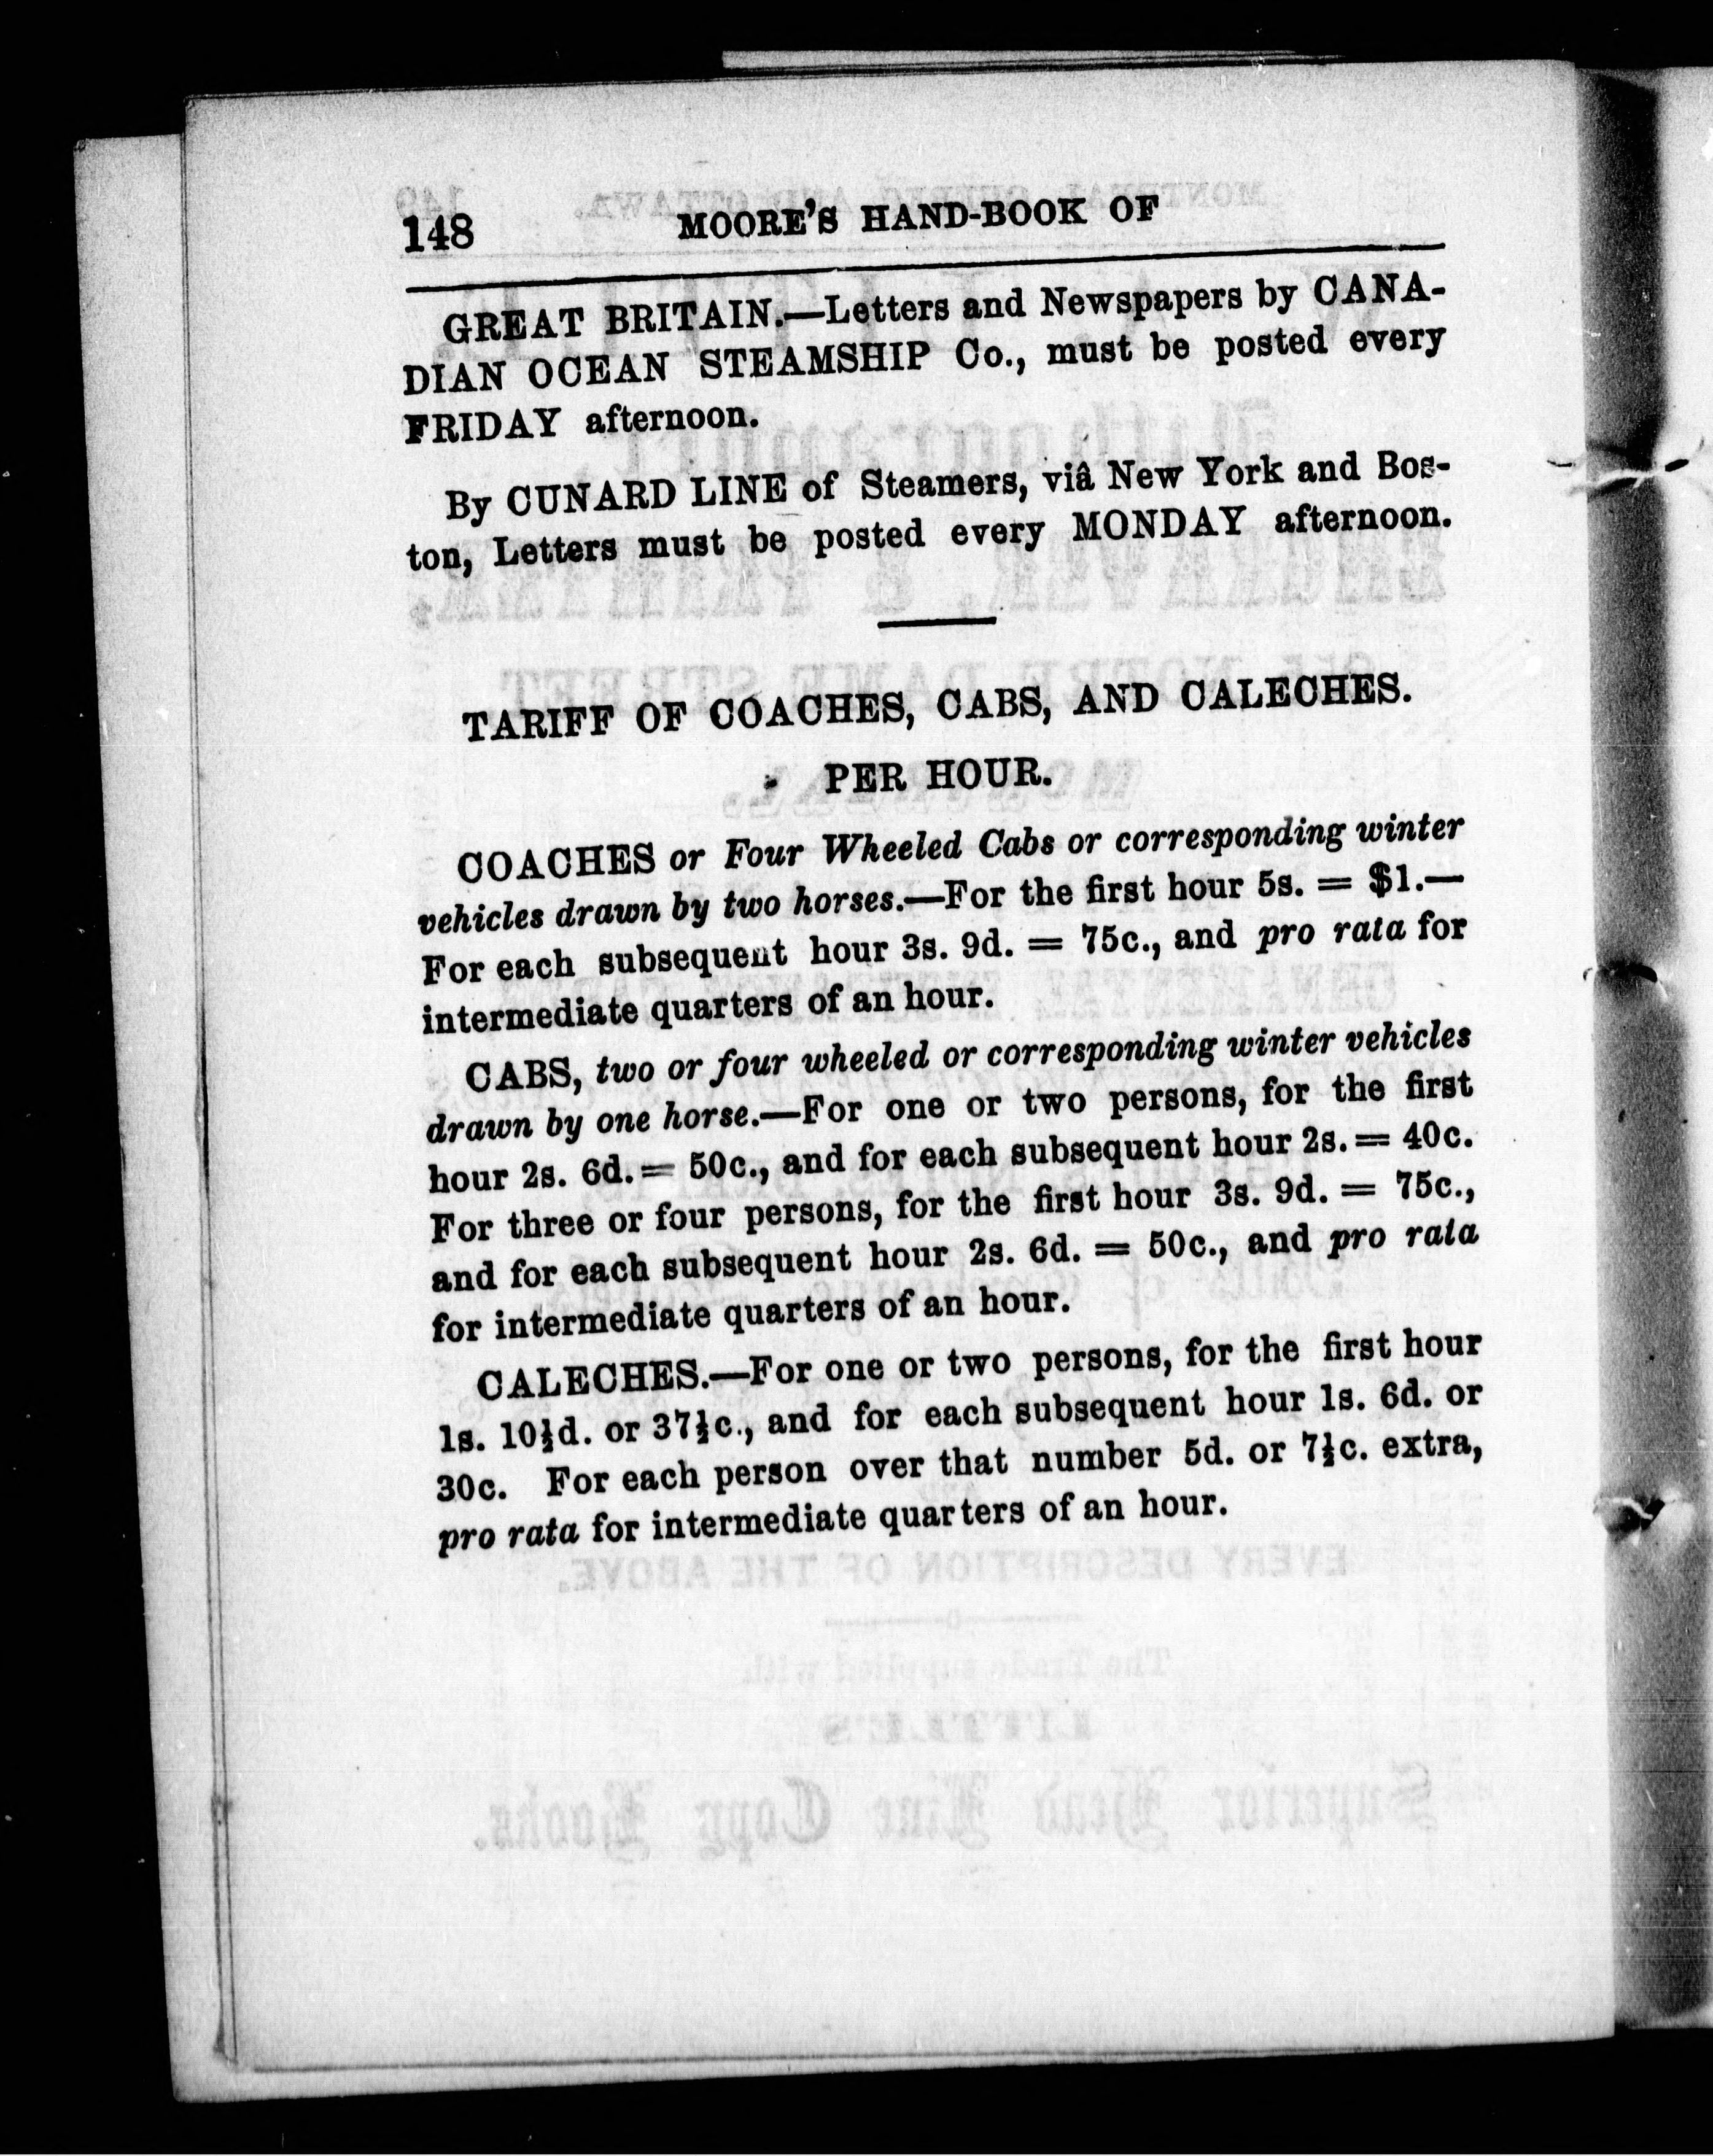 148 MOORE'S HAND-BOOK OF
GREAT BRITAIN.—Letters and Newspapers by CANA-
DIAN OCEAN STEAMSHIP Co., must be posted every
FRIDAY afternoon.
By CUNARD LINE of Steamers, viâ New York and Bos-
ton, Letters must be posted every MONDAY afternoon.
TARIFF OF COACHES, CABS, AND CALECHES.
PER HOUR.
COACHES or Four Wheeled Cabs or corresponding winter
vehicles drawn by two horses.—For the first hour 5s. = $1.—
For each subsequent hour 3s. 9d. = 75c., and pro rata for
intermediate quarters of an hour.
CABS, two or four wheeled or corresponding winter vehicles
drawn by one horse.—For one or two persons, for the first
hour 2s. 6d. = 50c., and for each subsequent hour 2s. = 40c.
For three or four persons, for the first hour 3s. 9d. = 75c.,
and for each subsequent hour 2s. 6d. = 50c., and pro rata
for intermediate quarters of an hour.
CALECHES.—For one or two persons, for the first hour
1s. 10½d. or 37½c., and for each subsequent hour 1s. 6d. or
30c. For each person over that number 5d. or 7½c. extra,
pro rata for intermediate quarters of an hour.